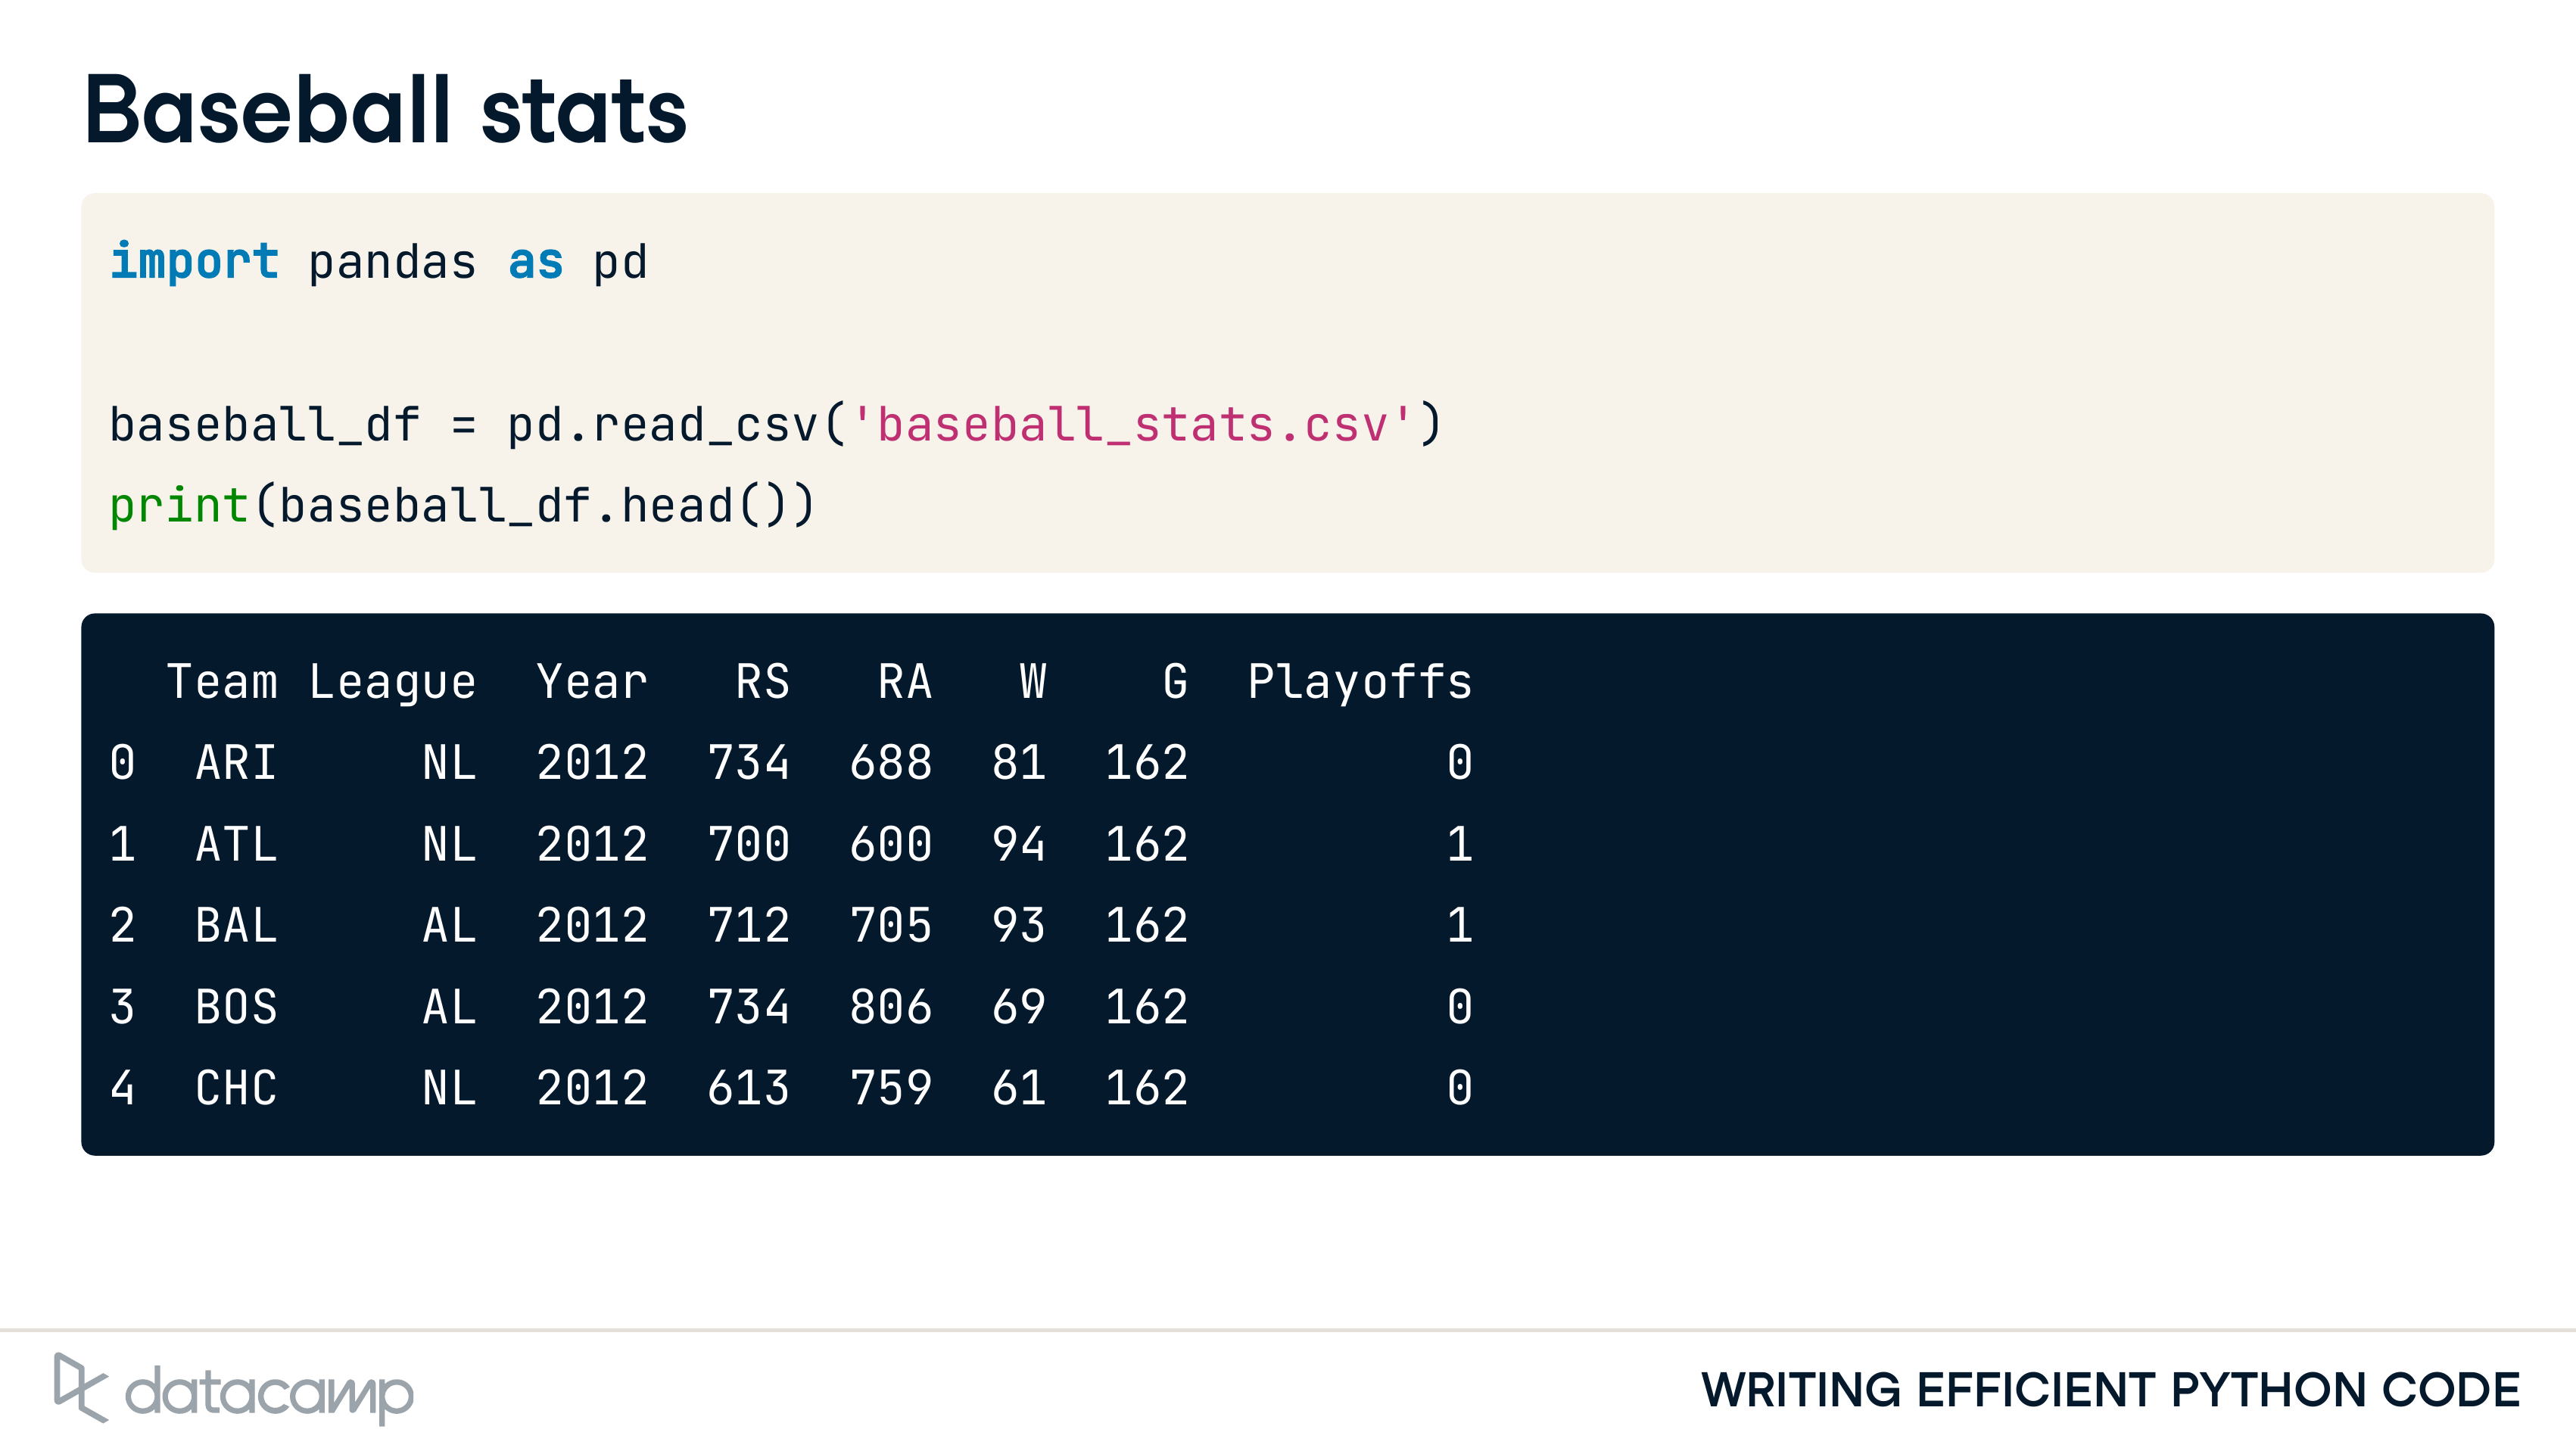 Baseball stats
import pandas as pd
baseball_df = pd.read_csv('baseball_stats.csv')
print(baseball_df.head())
  Team League  Year   RS   RA   W    G  Playoffs
0  ARI     NL  2012  734  688  81  162         0
1  ATL     NL  2012  700  600  94  162         1
2  BAL     AL  2012  712  705  93  162         1
3  BOS     AL  2012  734  806  69  162         0
4  CHC     NL  2012  613  759  61  162         0
datacamp
WRITING EFFICIENT PYTHON CODE